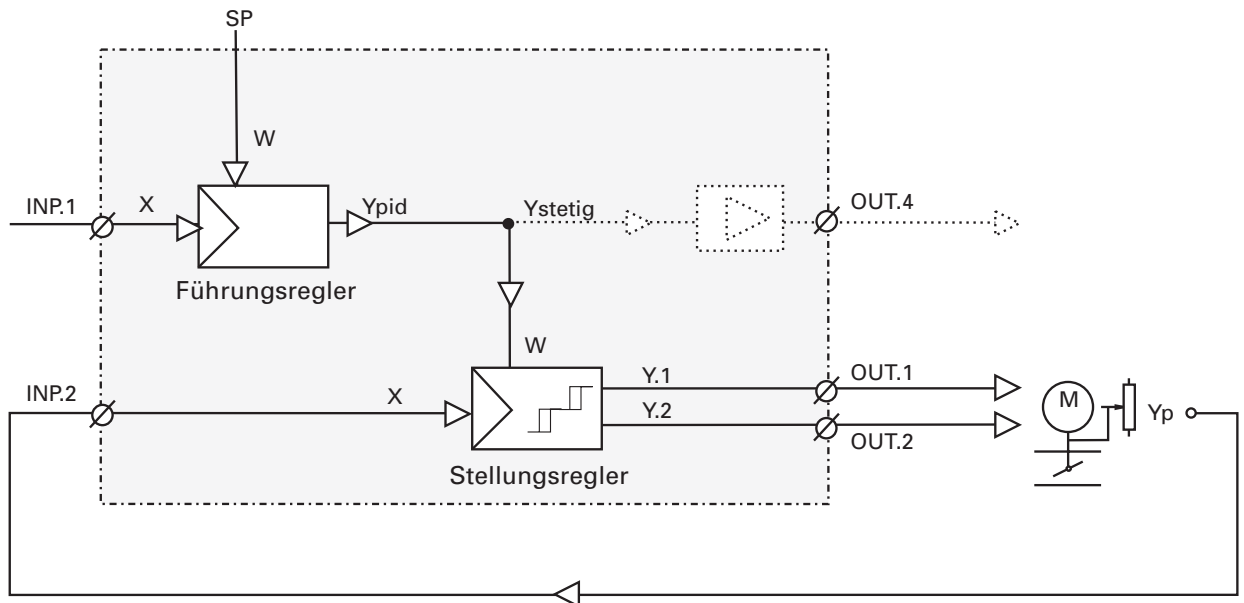 SP
W
INP.1
X
Ypid
Ystetig
OUT.4
Führungsregler
W
INP.2
X
Y.1
OUT.1
Y.2
OUT.2
M
Yp
Stellungsregler